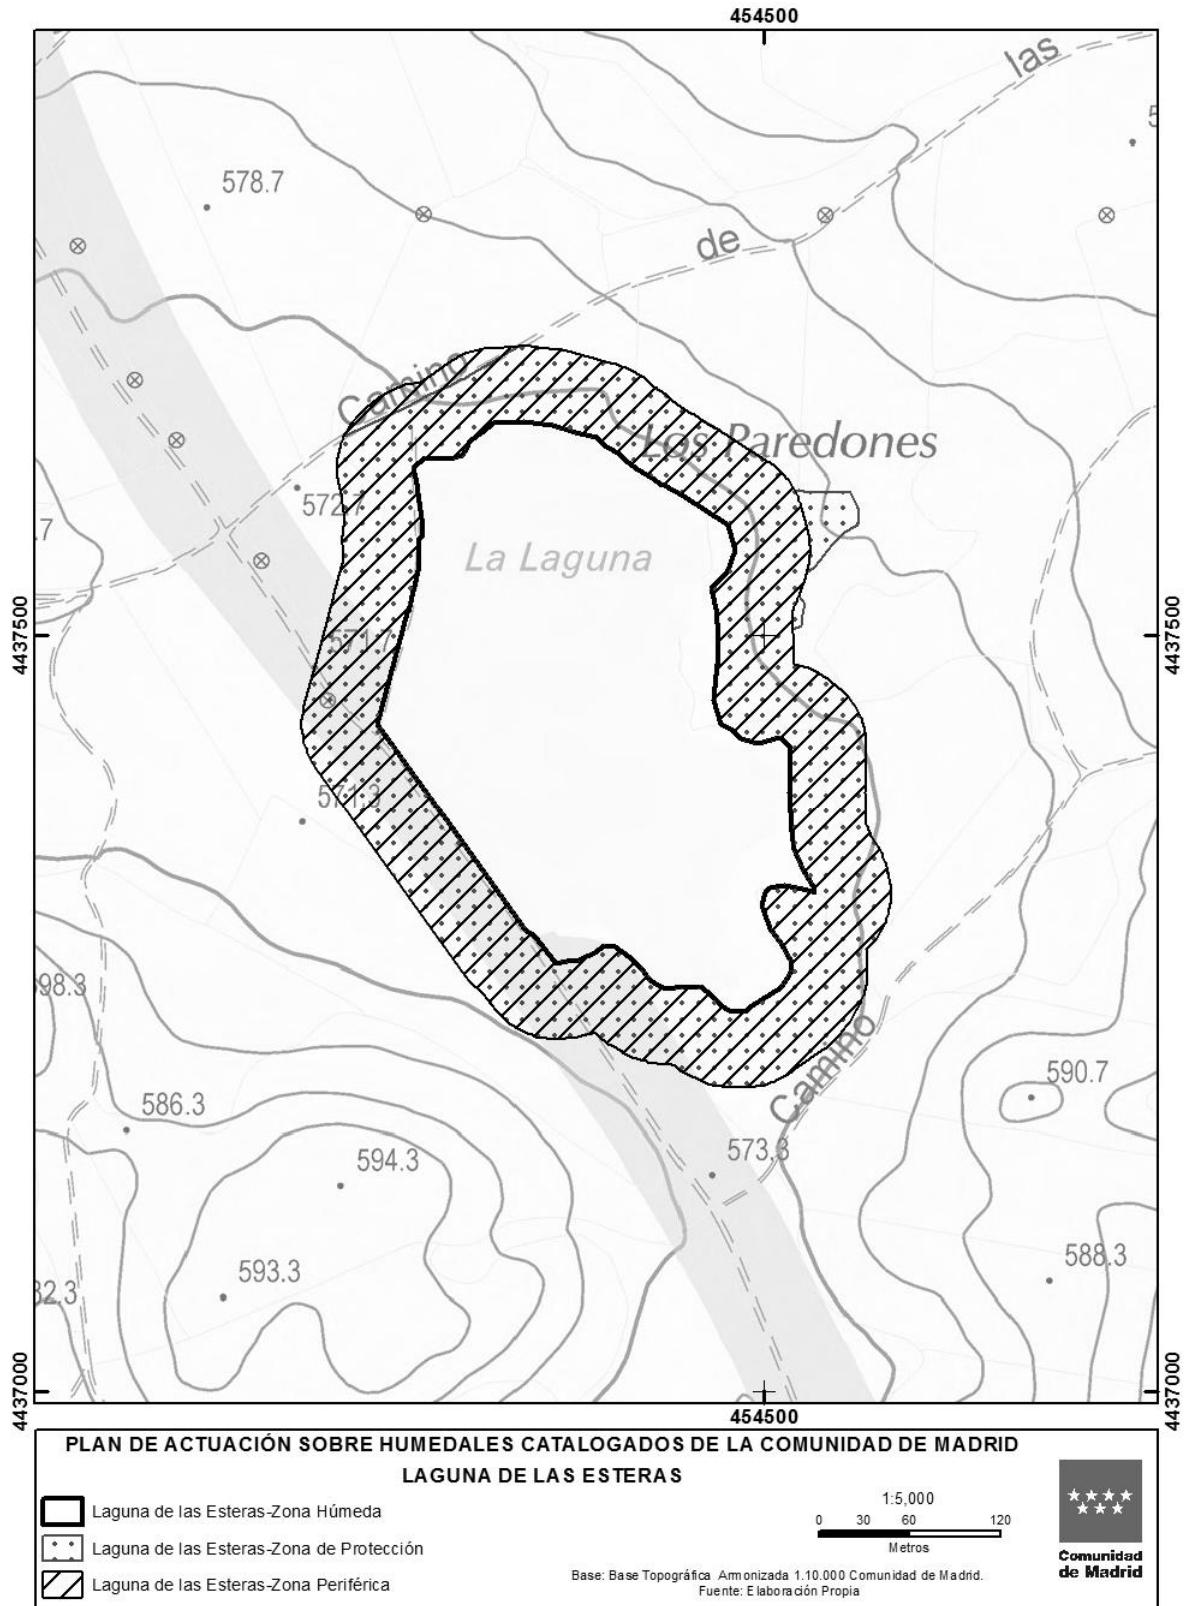 454500
las
5
578.7
de
Camino
Los Paredones
572.7
.7
La Laguna
4437500
4437500
571.7
571.3
98.3
Camino
590.7
586.3
573.3
594.3
588.3
593.3
32.3
4437000
4437000
454500
PLAN DE ACTUACIÓN SOBRE HUMEDALES CATALOGADOS DE LA COMUNIDAD DE MADRID
LAGUNA DE LAS ESTERAS
Laguna de las Esteras-Zona Húmeda
Laguna de las Esteras-Zona de Protección
Laguna de las Esteras-Zona Periférica
1:5,000
0 30 60 120
Metros
Base: Base Topográfica Armonizada 1.10.000 Comunidad de Madrid.
Fuente: Elaboración Propia
Comunidad
de Madrid